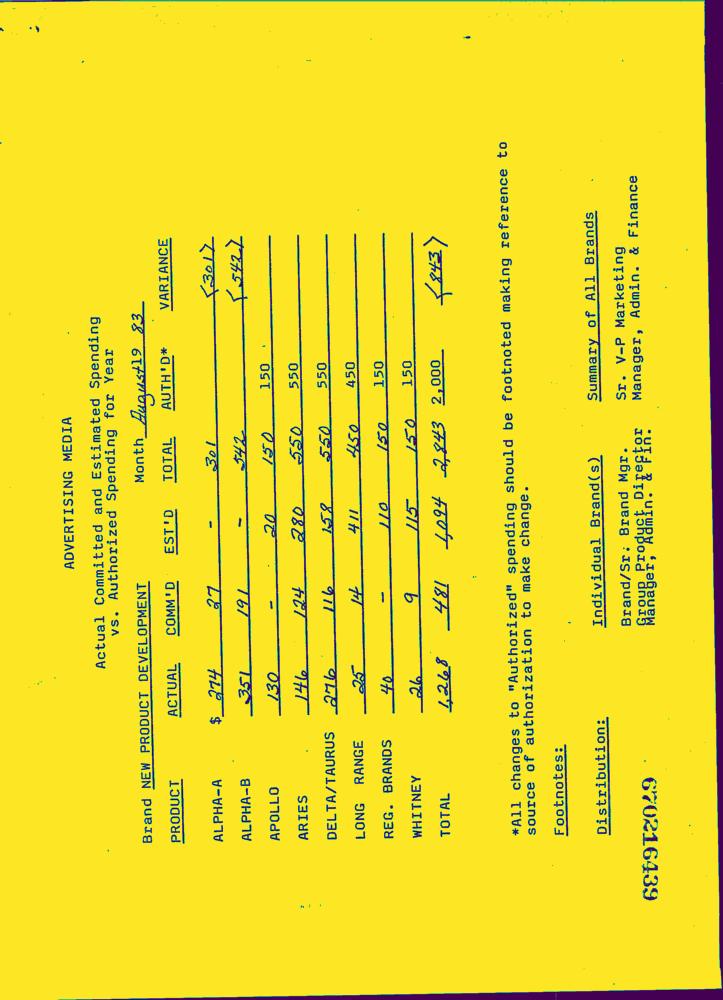 ADVERTISING MEDIA
Actual Committed and Estimated Spending
vs. Authorized Spending for Year
Brand NEW PRODUCT DEVELOPMENT Month August 19 83
PRODUCT ACTUAL COMM'D EST'D TOTAL AUTH'D* VARIANCE
ALPHA-A $ 274 27 - 301 <301>
ALPHA-B 351 191 - 542 <542>
APOLLO 130 - 20 150 150
ARIES 146 124 280 550 550
DELTA/TAURUS 276 116 158 550 550
LONG RANGE 25 14 411 450 450
REG. BRANDS 40 - 110 150 150
WHITNEY 26 9 115 150 150
TOTAL 1,268 481 1,094 2,843 2,000 <843>
*All changes to "Authorized" spending should be footnoted making reference to
source of authorization to make change.
Footnotes:
Distribution: Individual Brand(s) Summary of All Brands
Brand/Sr. Brand Mgr. Sr. V-P Marketing
Group Product Director Manager, Admin. & Finance
Manager, Admin. & Fin.
670216439